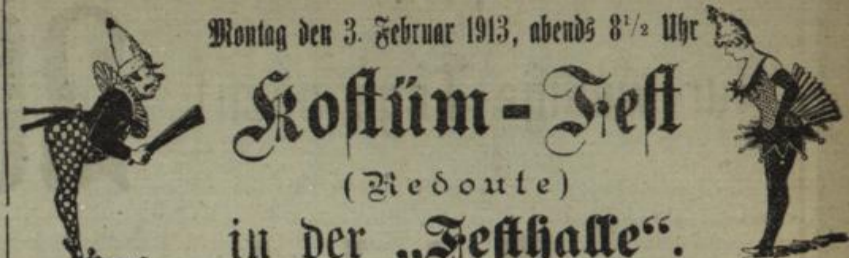 Montag den 3. Februar 1913, abends 8½ Uhr
Kostüm-Fest
(Redoute)
in der „Festhalle“.